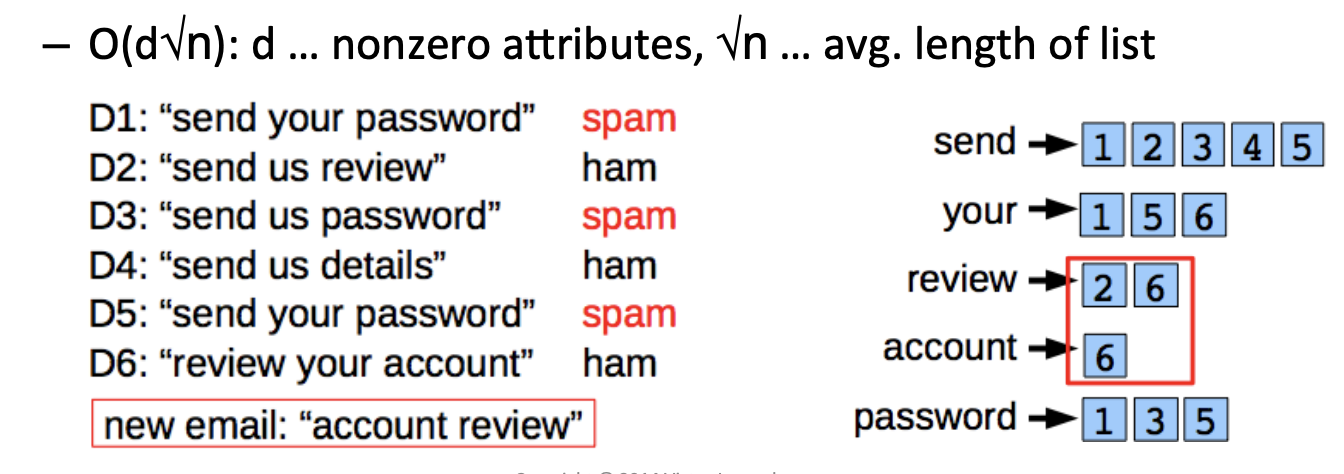 – O(d√n): d ... nonzero attributes, √n ... avg. length of list
D1: “send your password” spam
D2: “send us review” ham
D3: “send us password” spam
D4: “send us details” ham
D5: “send your password” spam
D6: “review your account” ham
new email: “account review”
send 1 2 3 4 5
your 1 5 6
review 2 6
account 6
password 1 3 5